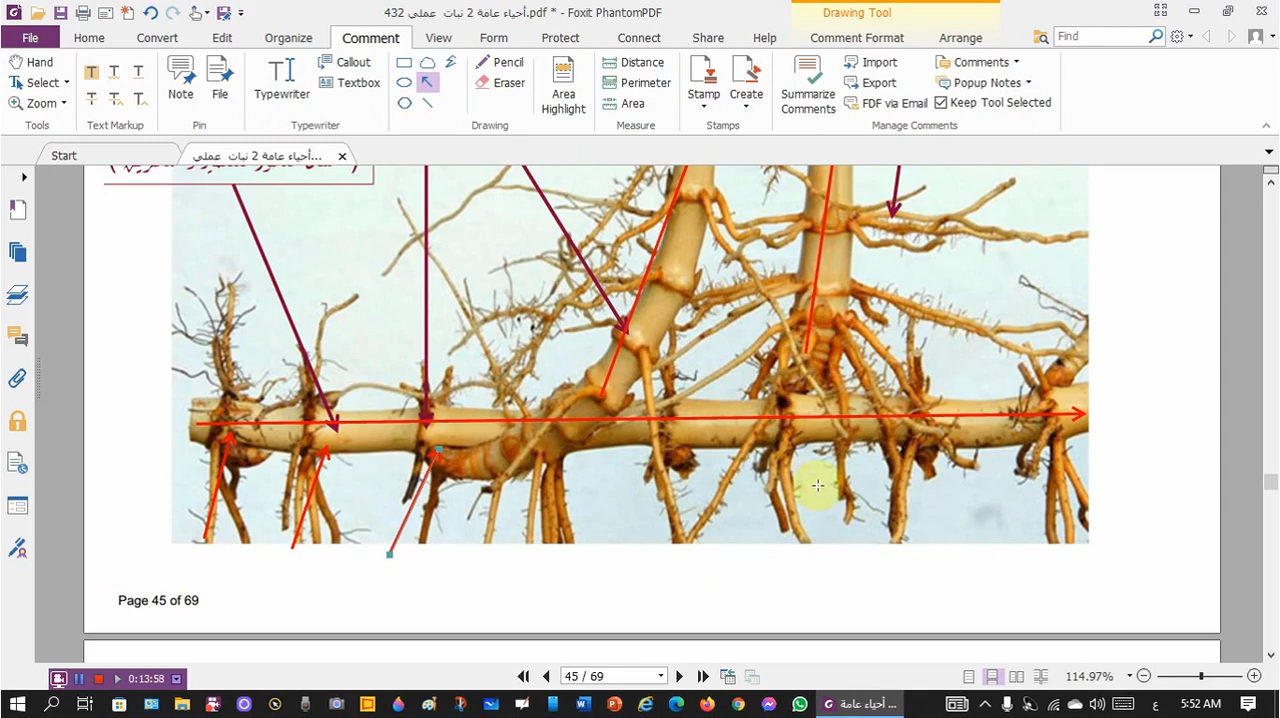 أحياء عامة 2 نبات عملي 432.pdf * - Foxit PhantomPDF
Drawing Tool
File
Home
Convert
Edit
Organize
Comment
View
Form
Protect
Connect
Share
Help
Comment Format
Arrange
Find
Hand
Select
Zoom
Tools
Text Markup
Note
File
Pin
Typewriter
Callout
Textbox
Typewriter
Pencil
Eraser
Drawing
Area Highlight
Distance
Perimeter
Area
Measure
Stamp
Create
Stamps
Summarize Comments
Import
Export
FDF via Email
Comments
Popup Notes
Keep Tool Selected
Manage Comments
Start
أحياء عامة 2 نبات عملي...
Page 45 of 69
0:13:58
45 / 69
114.97%
أحياء عامة ...
ع
5:52 AM